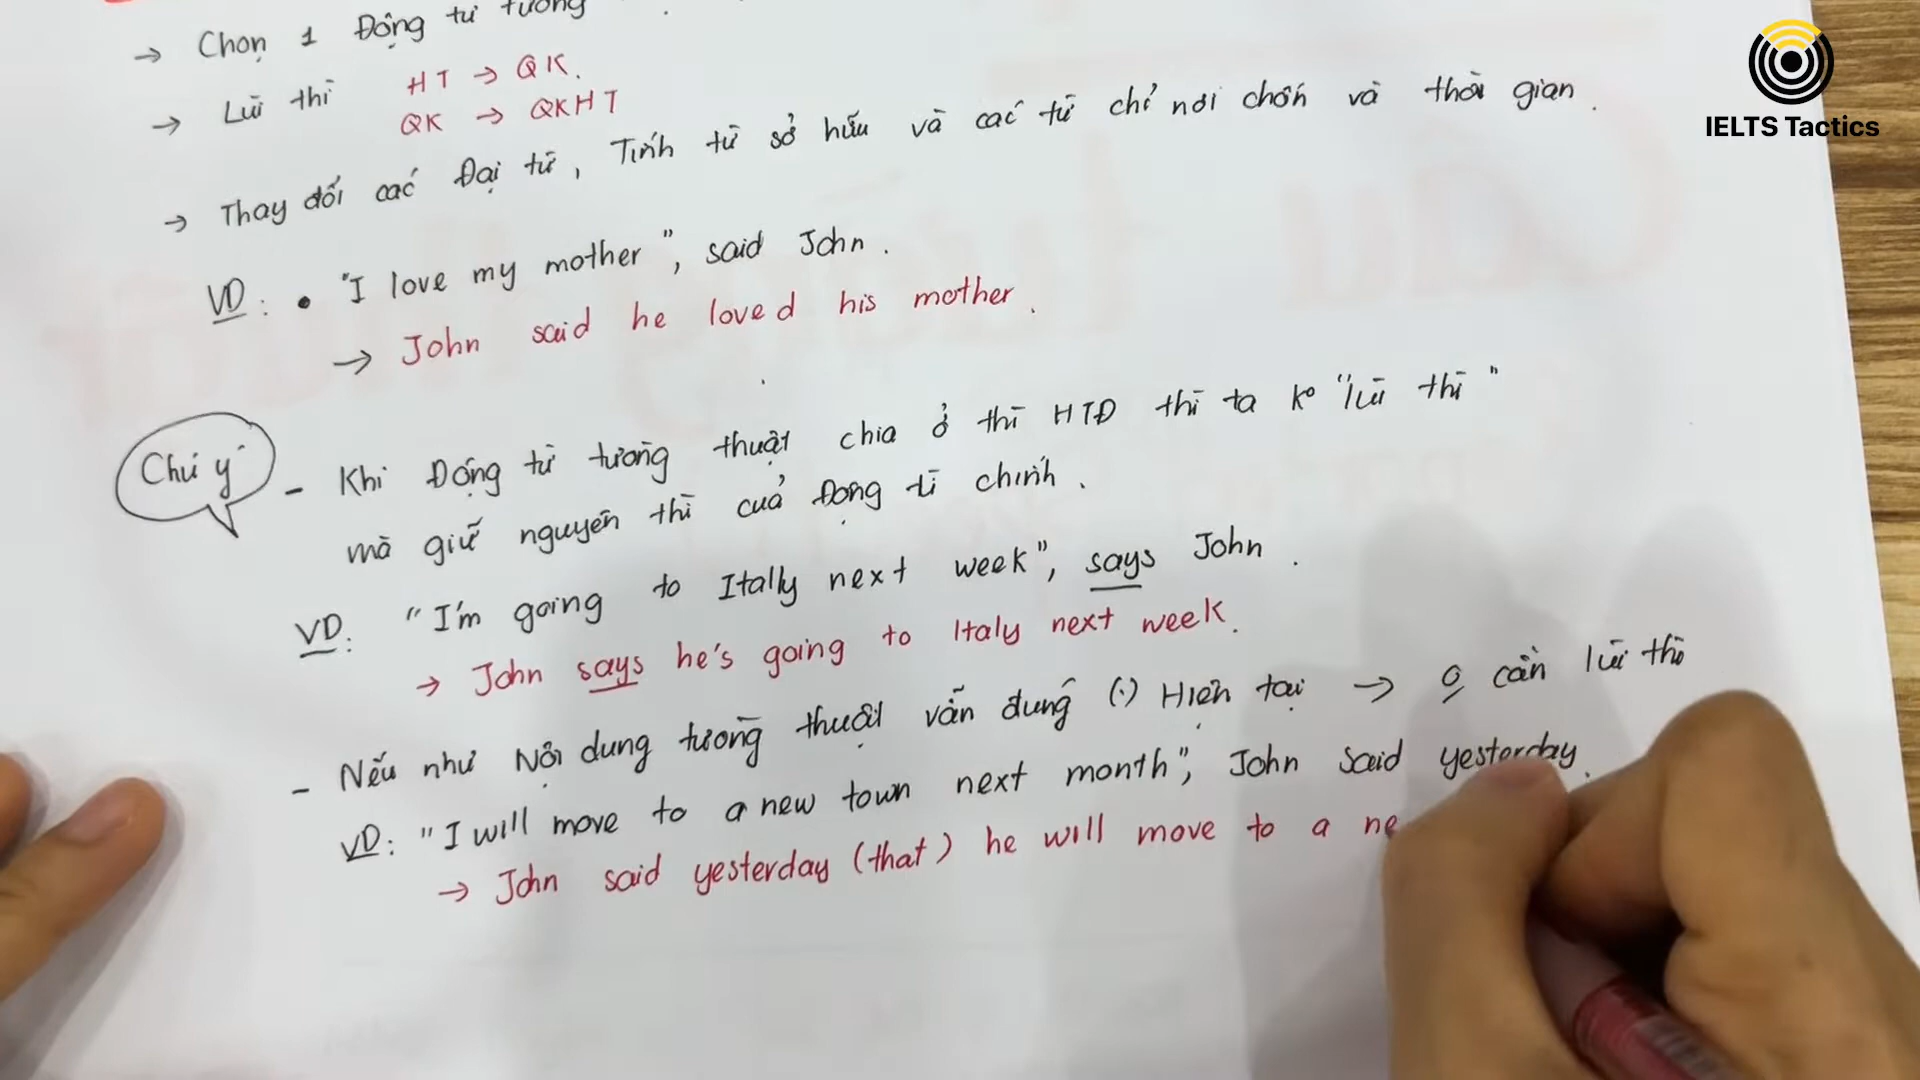 → Chọn 1 Động từ tường
→ Lùi thì HT → QK.
QK → QKHT
→ Thay đổi các Đại từ, Tính từ sở hữu và các từ chỉ nơi chốn và thời gian.
VD: • "I love my mother", said John.
→ John said he loved his mother.
Chú ý
- Khi Động từ tường thuật chia ở thì HTĐ thì ta ko "lùi thì"
mà giữ nguyên thì của Động từ chính.
VD: "I'm going to Itally next week", says John.
→ John says he's going to Italy next week.
- Nếu như Nội dung tường thuật vẫn đúng (.) Hiện tại → o cần lùi thì
VD: "I will move to a new town next month", John said yesterday.
→ John said yesterday (that) he will move to a ne
IELTS Tactics